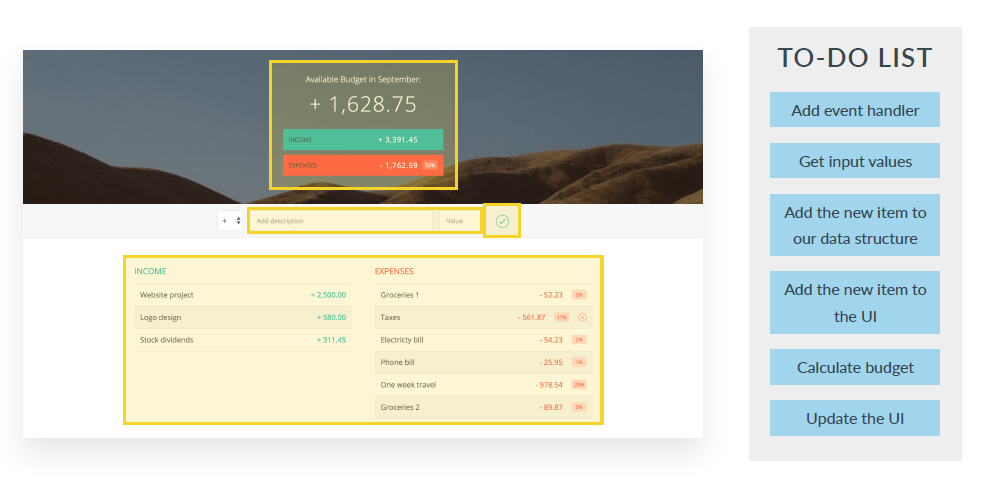 Available Budget in September:
+ 1,628.75
INCOME + 3,391.45
EXPENSES - 1,762.69 52%
+ Add description Value
INCOME
Website project + 2,500.00
Logo design + 580.00
Stock dividends + 311.45
EXPENSES
Groceries 1 - 52.23 2%
Taxes - 561.87 17%
Electricty bill - 54.23 2%
Phone bill - 25.95 1%
One week travel - 978.54 29%
Groceries 2 - 89.87 3%
TO-DO LIST
Add event handler
Get input values
Add the new item to
our data structure
Add the new item to
the UI
Calculate budget
Update the UI